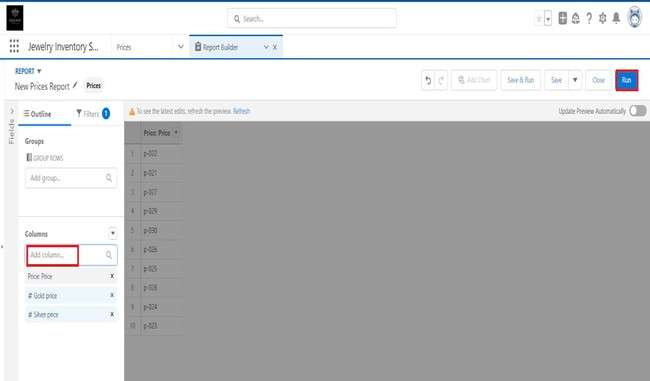 Search...
Jewelry Inventory S... Prices Report Builder x
REPORT
New Prices Report Prices
Add Chart Save & Run Save Close Run
Fields
Outline Filters 1
To see the latest edits, refresh the preview. Refresh
Update Preview Automatically
Groups
GROUP ROWS
Add group...
Columns
Add column...
Price: Price x
# Gold price x
# Silver price x
Price: Price
1 p-022
2 p-021
3 p-027
4 p-029
5 p-030
6 p-026
7 p-025
8 p-028
9 p-024
10 p-023